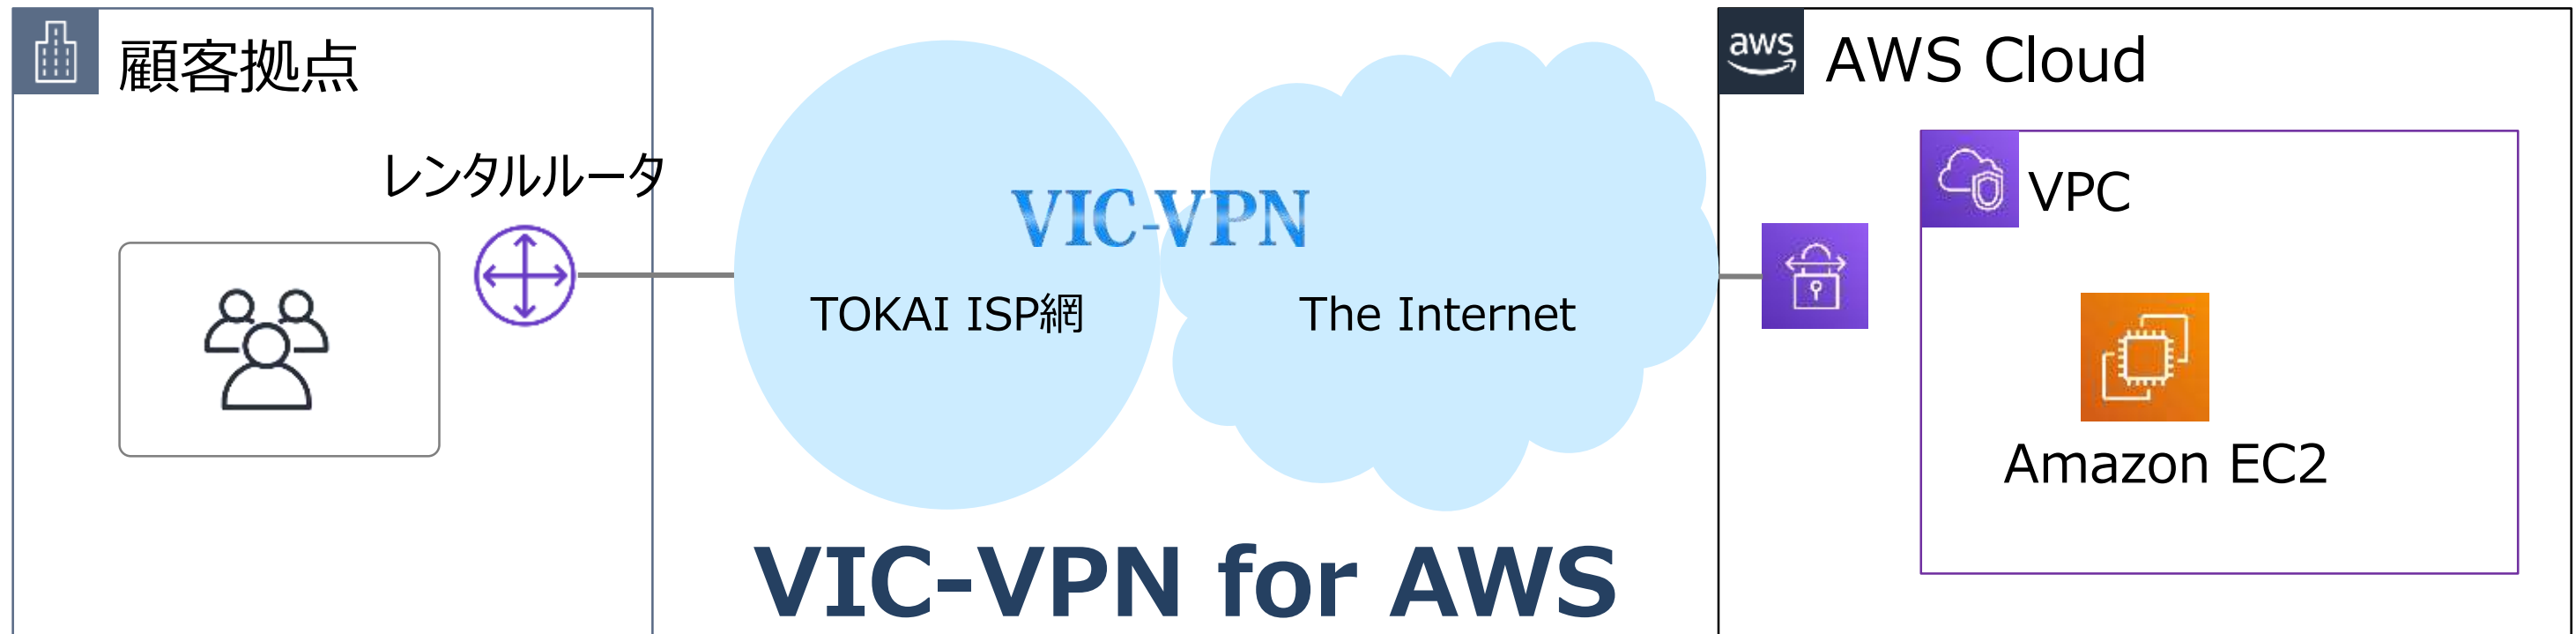 顧客拠点
レンタルルータ
VIC-VPN
TOKAI ISP網
The Internet
VIC-VPN for AWS
aws
AWS Cloud
VPC
Amazon EC2